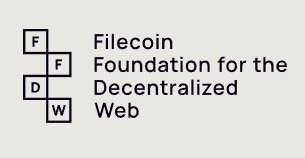 F
F
D
W
Filecoin
Foundation for the
Decentralized
Web